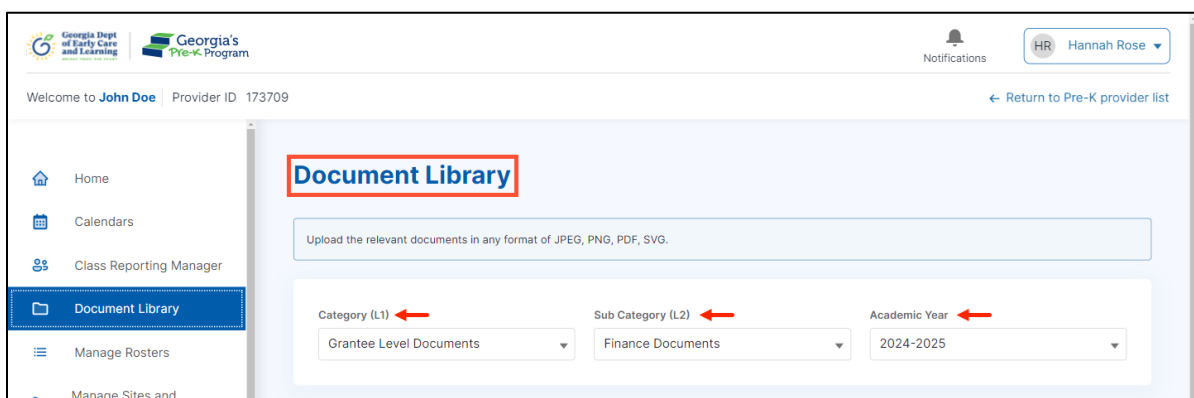 Georgia Dept
of Early Care
and Learning
Georgia's
Pre-K Program
Notifications
HR Hannah Rose
Welcome to John Doe Provider ID 173709
← Return to Pre-K provider list
Home
Calendars
Class Reporting Manager
Document Library
Manage Rosters
Manage Sites and
Document Library
Upload the relevant documents in any format of JPEG, PNG, PDF, SVG.
Category (L1)
Grantee Level Documents
Sub Category (L2)
Finance Documents
Academic Year
2024-2025